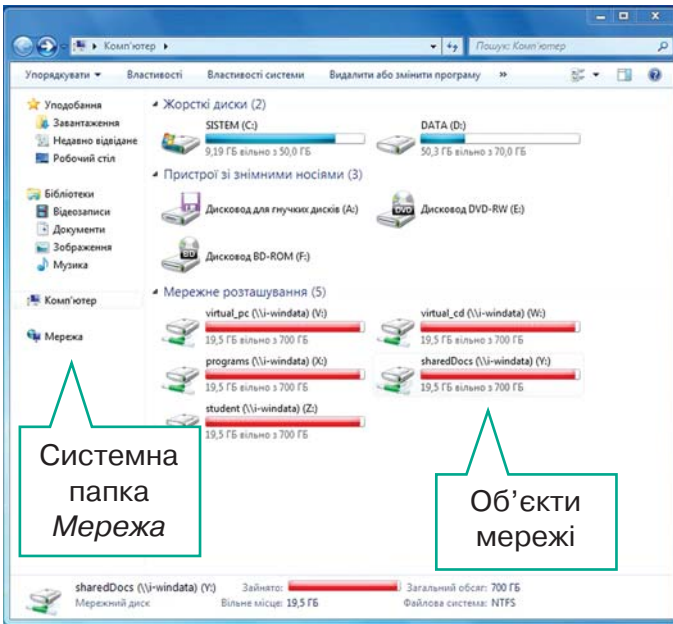 Комп'ютер
Пошук: Комп'ютер
Упорядкувати Властивості Властивості системи Видалити або змінити програму »
Уподобання
Завантаження
Недавно відвідане
Робочий стіл
Бібліотеки
Відеозаписи
Документи
Зображення
Музика
Комп'ютер
Мережа
Жорсткі диски (2)
SISTEM (C:)
9,19 ГБ вільно з 50,0 ГБ
DATA (D:)
50,3 ГБ вільно з 70,0 ГБ
Пристрої зі знімними носіями (3)
Дисковод для гнучких дисків (A:)
DVD
Дисковод DVD-RW (E:)
BD
Дисковод BD-ROM (F:)
Мережне розташування (5)
virtual_pc (\\i-windata) (V:)
19,5 ГБ вільно з 700 ГБ
virtual_cd (\\i-windata) (W:)
19,5 ГБ вільно з 700 ГБ
programs (\\i-windata) (X:)
19,5 ГБ вільно з 700 ГБ
sharedDocs (\\i-windata) (Y:)
19,5 ГБ вільно з 700 ГБ
student (\\i-windata) (Z:)
19,5 ГБ вільно з 700 ГБ
Системна
папка
Мережа
Об'єкти
мережі
sharedDocs (\\i-windata) (Y:) Зайнято: Загальний обсяг: 700 ГБ
Мережний диск Вільне місце: 19,5 ГБ Файлова система: NTFS